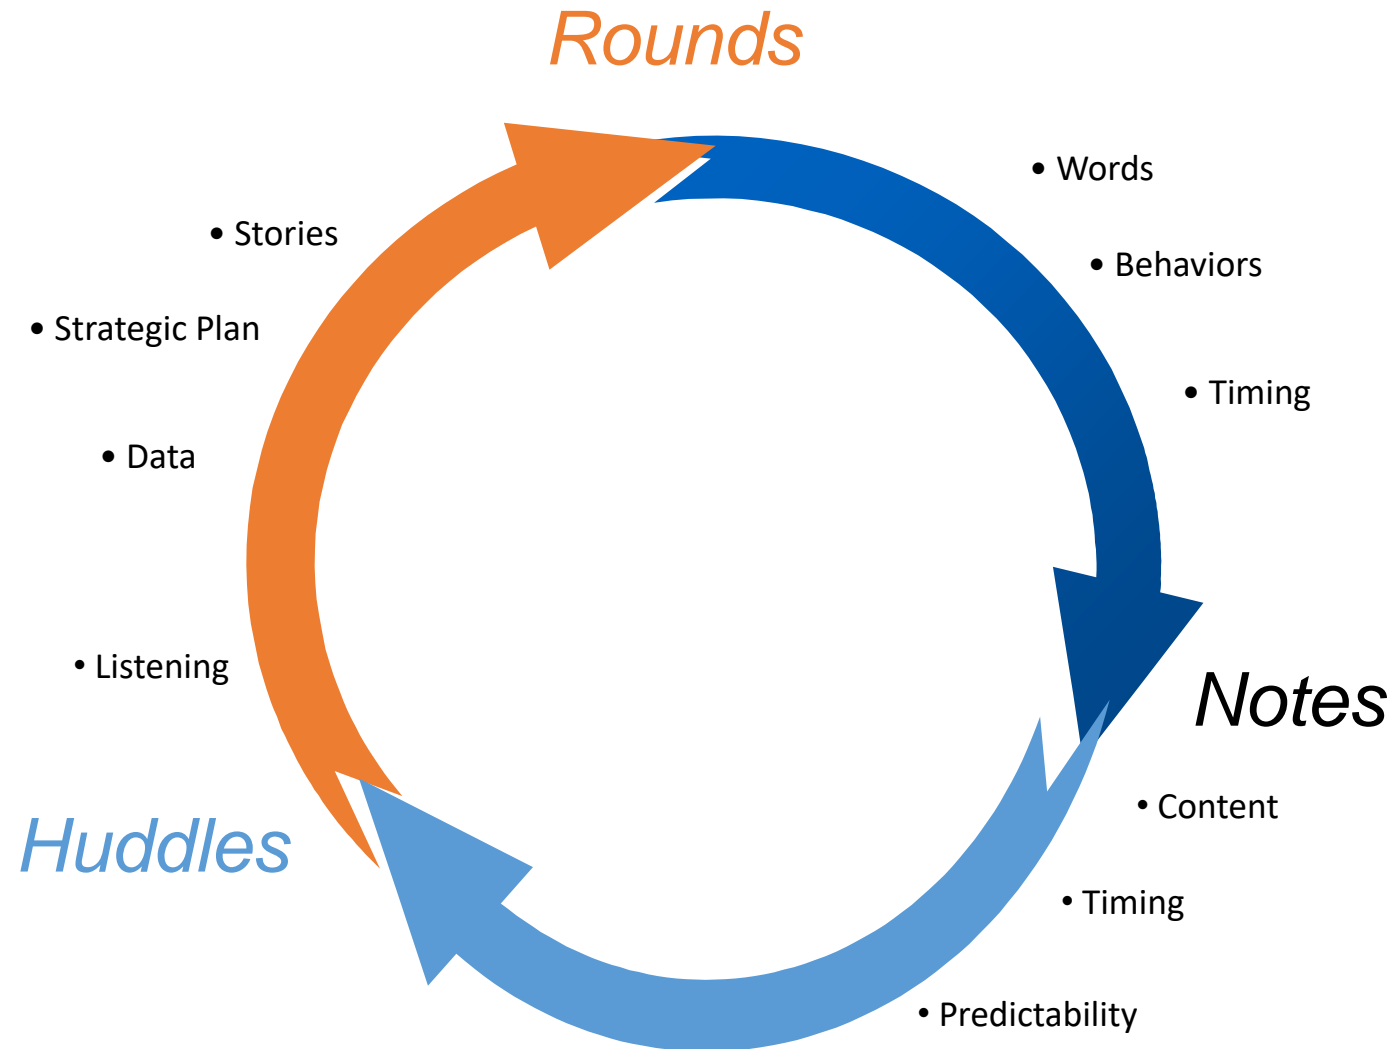 Rounds
• Words
• Behaviors
• Timing
Notes
• Content
• Timing
• Predictability
Huddles
• Listening
• Data
• Strategic Plan
• Stories